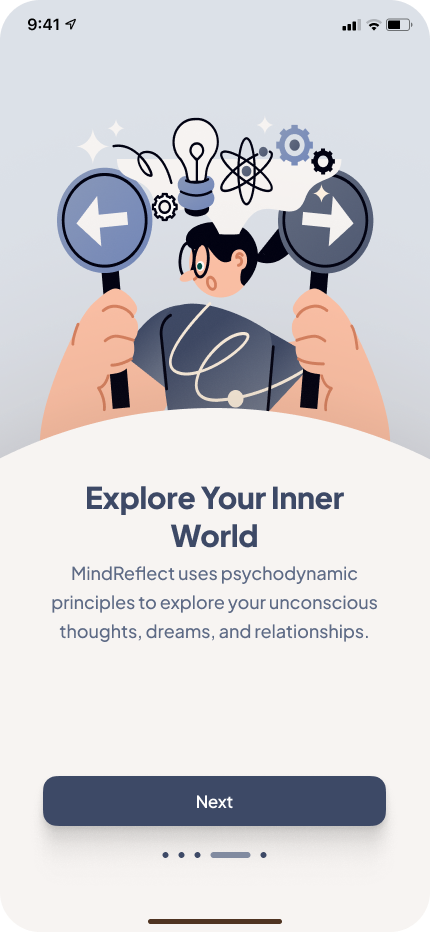 9:41
Explore Your Inner
World
MindReflect uses psychodynamic
principles to explore your unconscious
thoughts, dreams, and relationships.
Next